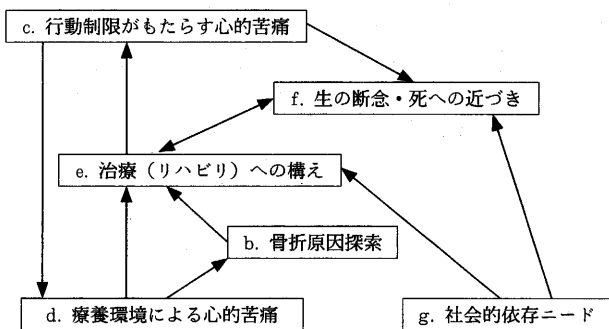 c. 行動制限がもたらす心的苦痛
f. 生の断念・死への近づき
e. 治療（リハビリ）への構え
b. 骨折原因探索
d. 療養環境による心的苦痛
g. 社会的依存ニード